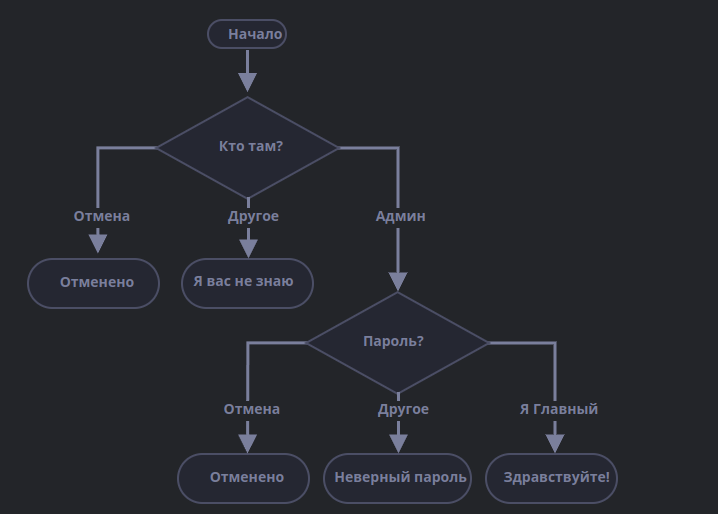 Начало
Кто там?
Отмена
Другое
Админ
Отменено
Я вас не знаю
Пароль?
Отмена
Другое
Я Главный
Отменено
Неверный пароль
Здравствуйте!